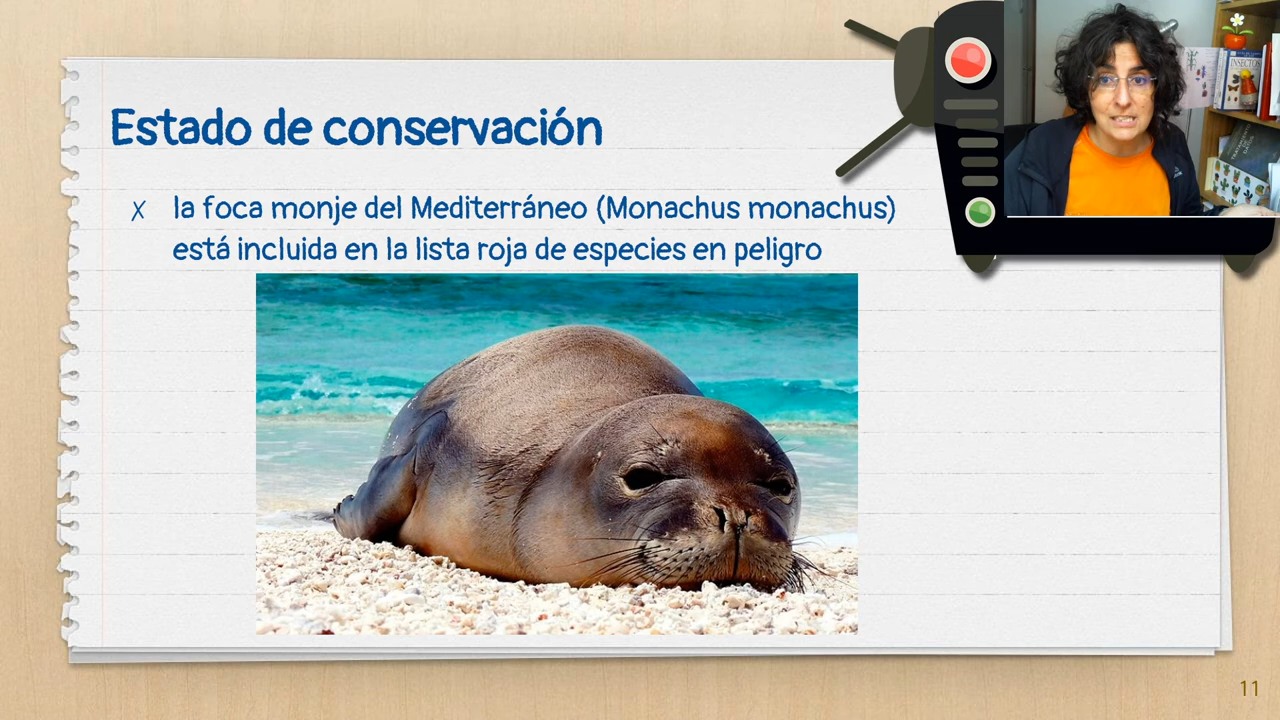 Estado de conservación
x la foca monje del Mediterráneo (Monachus monachus)
está incluida en la lista roja de especies en peligro
INSECTOS
11